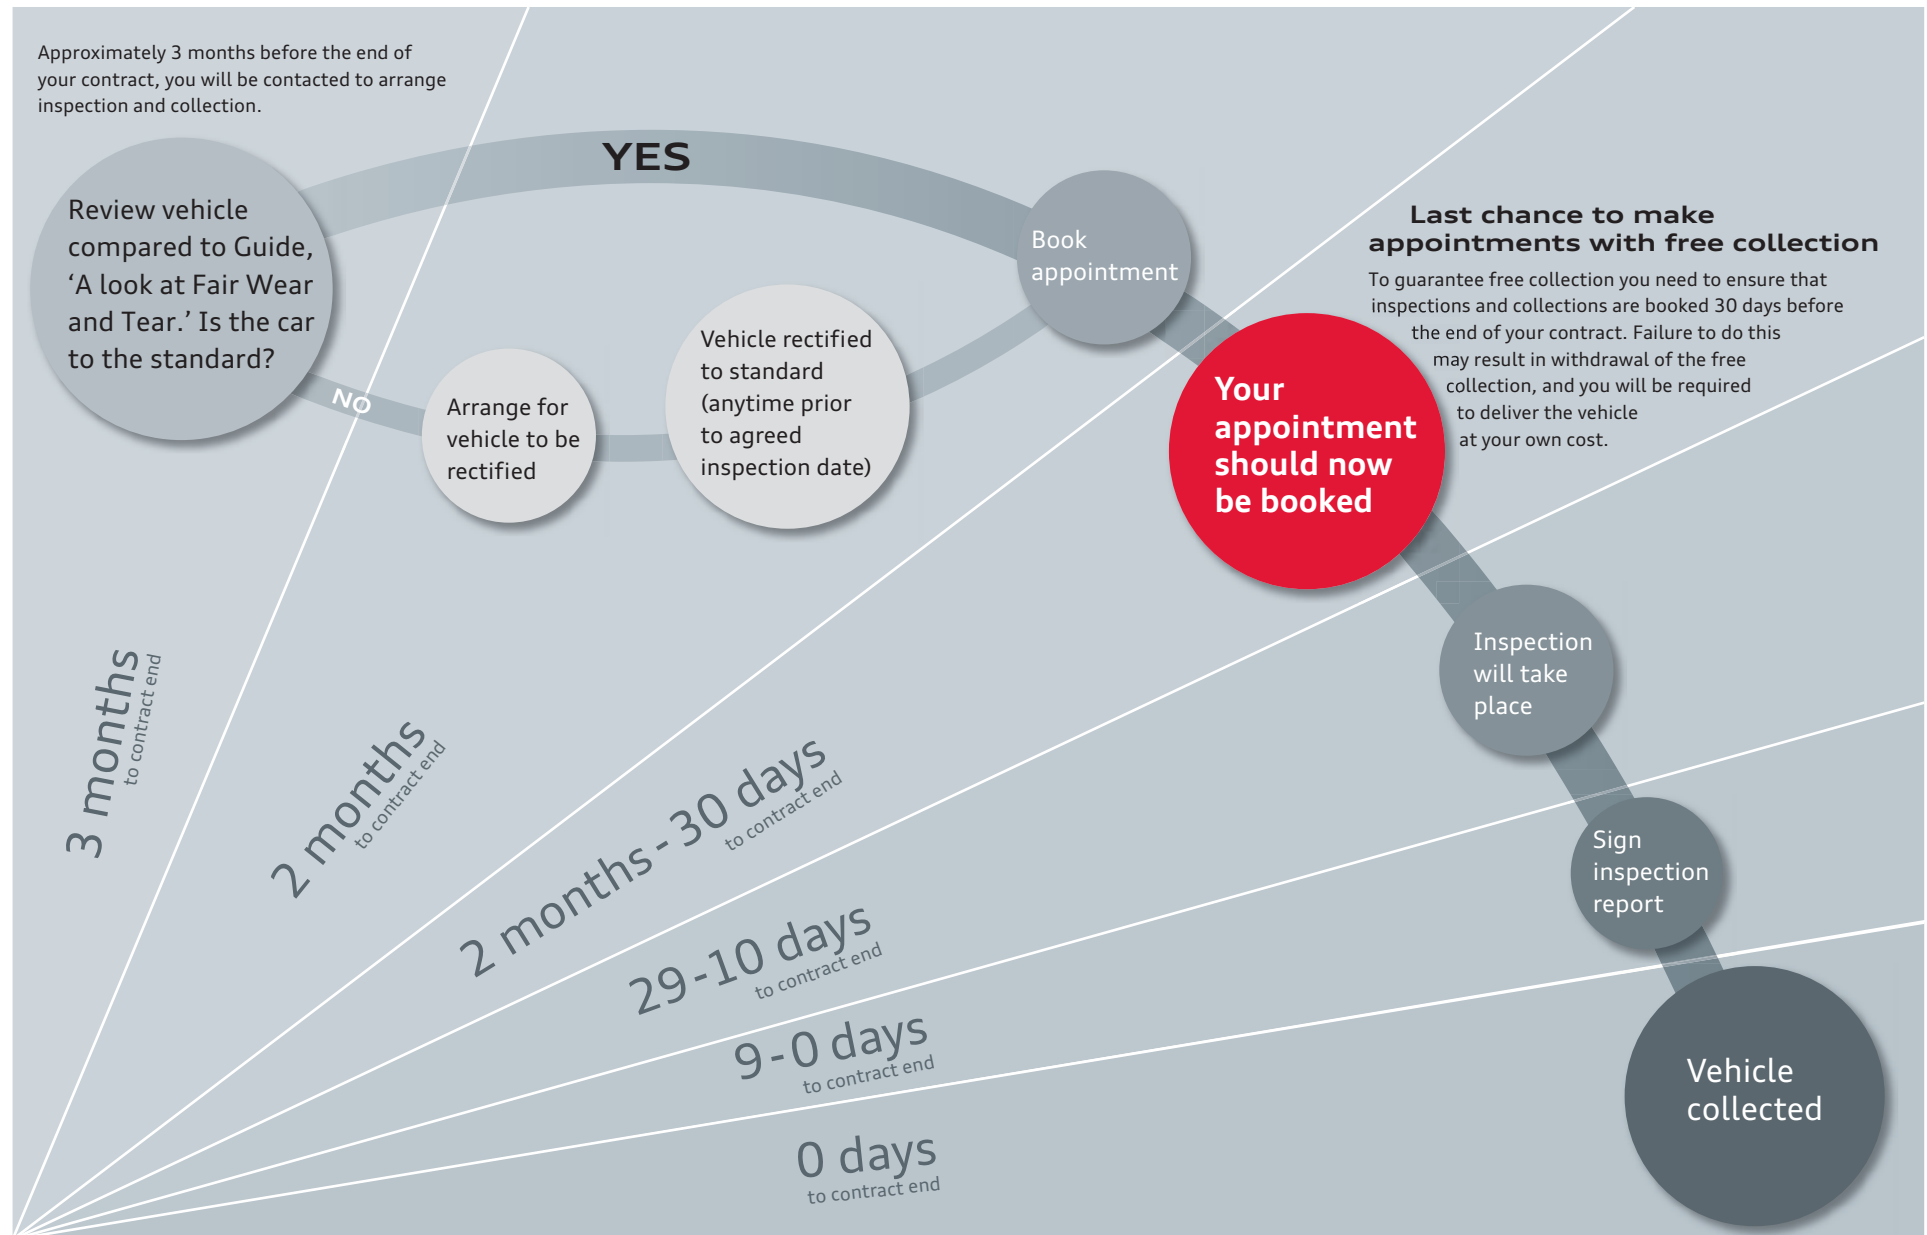 Approximately 3 months before the end of
your contract, you will be contacted to arrange
inspection and collection.
Review vehicle
compared to Guide,
‘A look at Fair Wear
and Tear.’ Is the car
to the standard?
YES
NO
Arrange for
vehicle to be
rectified
Vehicle rectified
to standard
(anytime prior
to agreed
inspection date)
Book
appointment
Last chance to make
appointments with free collection
To guarantee free collection you need to ensure that
inspections and collections are booked 30 days before
the end of your contract. Failure to do this
may result in withdrawal of the free
collection, and you will be required
to deliver the vehicle
at your own cost.
Your
appointment
should now
be booked
Inspection
will take
place
Sign
inspection
report
Vehicle
collected
3 months
to contract end
2 months
to contract end
2 months - 30 days
to contract end
29-10 days
to contract end
9-0 days
to contract end
0 days
to contract end